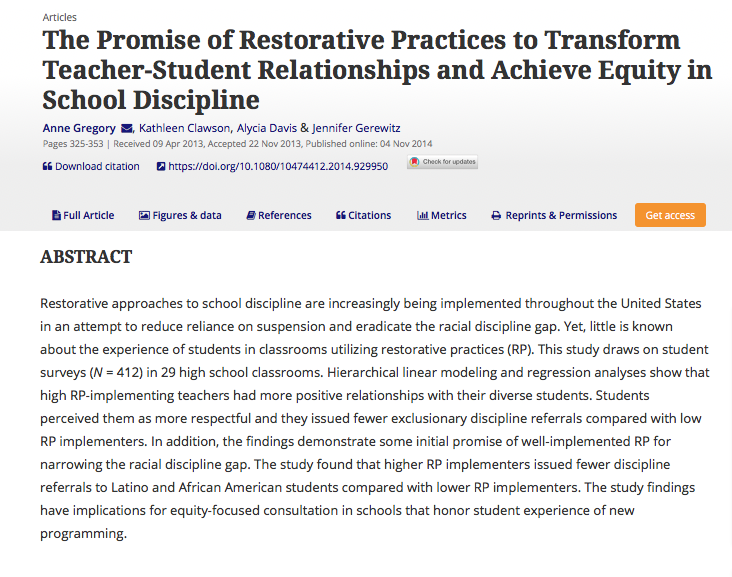 Articles
The Promise of Restorative Practices to Transform
Teacher-Student Relationships and Achieve Equity in
School Discipline
Anne Gregory , Kathleen Clawson, Alycia Davis & Jennifer Gerewitz
Pages 325-353 | Received 09 Apr 2013, Accepted 22 Nov 2013, Published online: 04 Nov 2014
Download citation https://doi.org/10.1080/10474412.2014.929950 Check for updates
Full Article Figures & data References Citations Metrics Reprints & Permissions Get access
ABSTRACT
Restorative approaches to school discipline are increasingly being implemented throughout the United States
in an attempt to reduce reliance on suspension and eradicate the racial discipline gap. Yet, little is known
about the experience of students in classrooms utilizing restorative practices (RP). This study draws on student
surveys (N = 412) in 29 high school classrooms. Hierarchical linear modeling and regression analyses show that
high RP-implementing teachers had more positive relationships with their diverse students. Students
perceived them as more respectful and they issued fewer exclusionary discipline referrals compared with low
RP implementers. In addition, the findings demonstrate some initial promise of well-implemented RP for
narrowing the racial discipline gap. The study found that higher RP implementers issued fewer discipline
referrals to Latino and African American students compared with lower RP implementers. The study findings
have implications for equity-focused consultation in schools that honor student experience of new
programming.